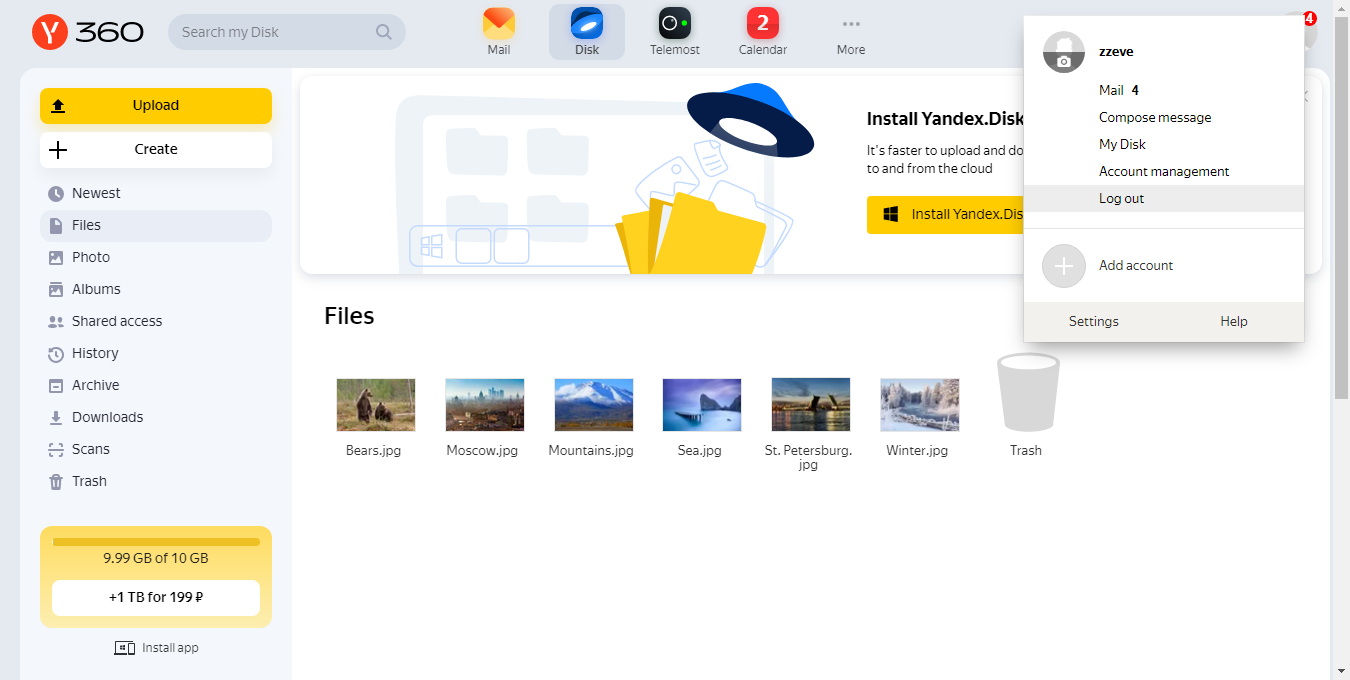 Y 360
Search my Disk
Mail
Disk
Telemost
2
Calendar
More
4
Upload
Create
Newest
Files
Photo
Albums
Shared access
History
Archive
Downloads
Scans
Trash
9.99 GB of 10 GB
+1 TB for 199 ₽
Install app
Install Yandex.Disk
It's faster to upload and do
to and from the cloud
Install Yandex.Dis
zzeve
Mail 4
Compose message
My Disk
Account management
Log out
Add account
Settings
Help
Files
Bears.jpg
Moscow.jpg
Mountains.jpg
Sea.jpg
St. Petersburg.
jpg
Winter.jpg
Trash